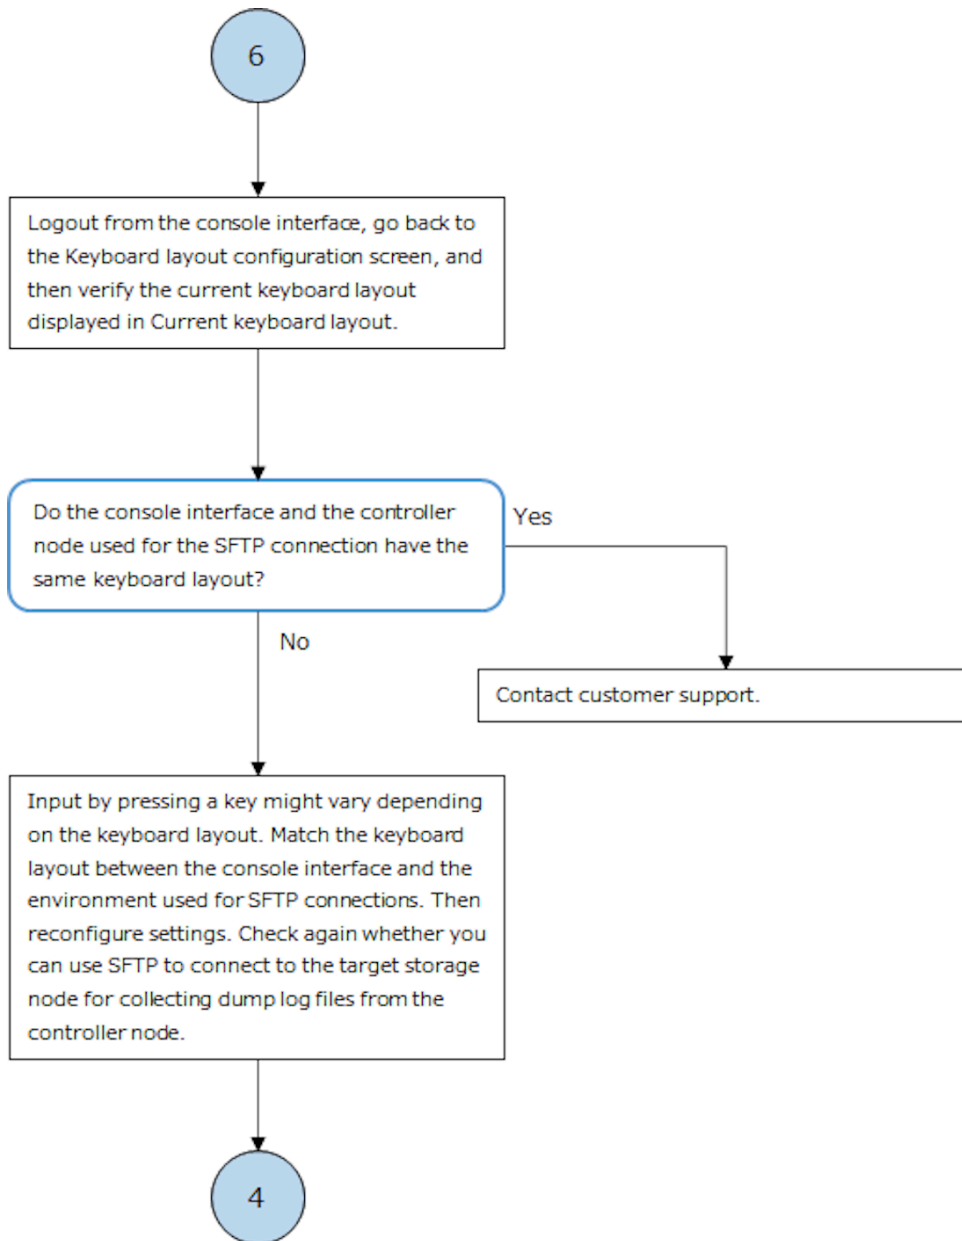 6
Logout from the console interface, go back to
the Keyboard layout configuration screen, and
then verify the current keyboard layout
displayed in Current keyboard layout.
Do the console interface and the controller
node used for the SFTP connection have the
same keyboard layout?
Yes
No
Contact customer support.
Input by pressing a key might vary depending
on the keyboard layout. Match the keyboard
layout between the console interface and the
environment used for SFTP connections. Then
reconfigure settings. Check again whether you
can use SFTP to connect to the target storage
node for collecting dump log files from the
controller node.
4